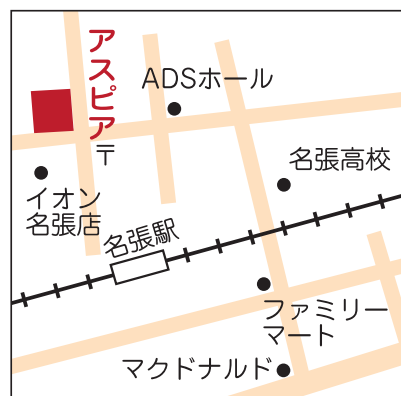 アスピア
ADSホール
〒
名張高校
イオン
名張店
名張駅
ファミリー
マート
マクドナルド